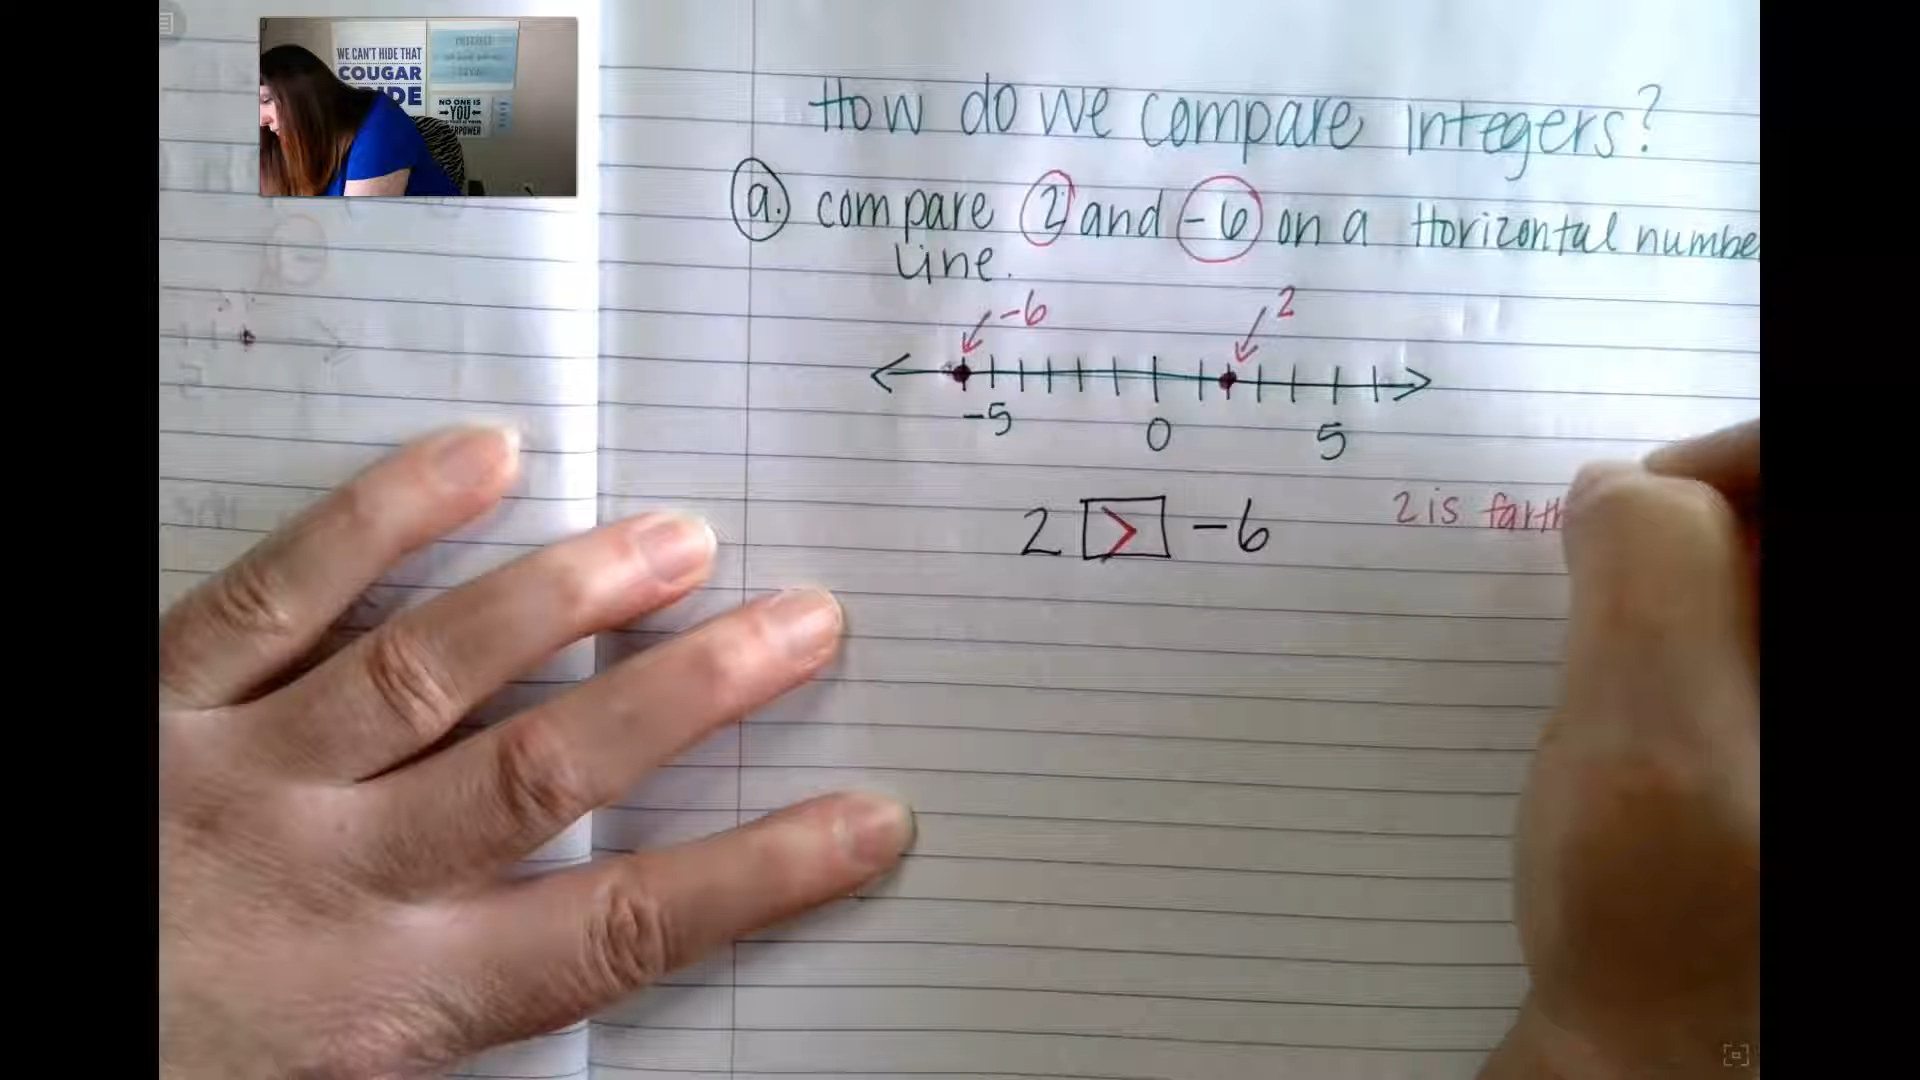 WE CAN'T HIDE THAT
COUGAR
NO ONE IS
YOU
How do we compare integers?
a. compare 2 and -6 on a Horizontal number
line.
-6 2
-5 0 5
2 > -6
2 is farth